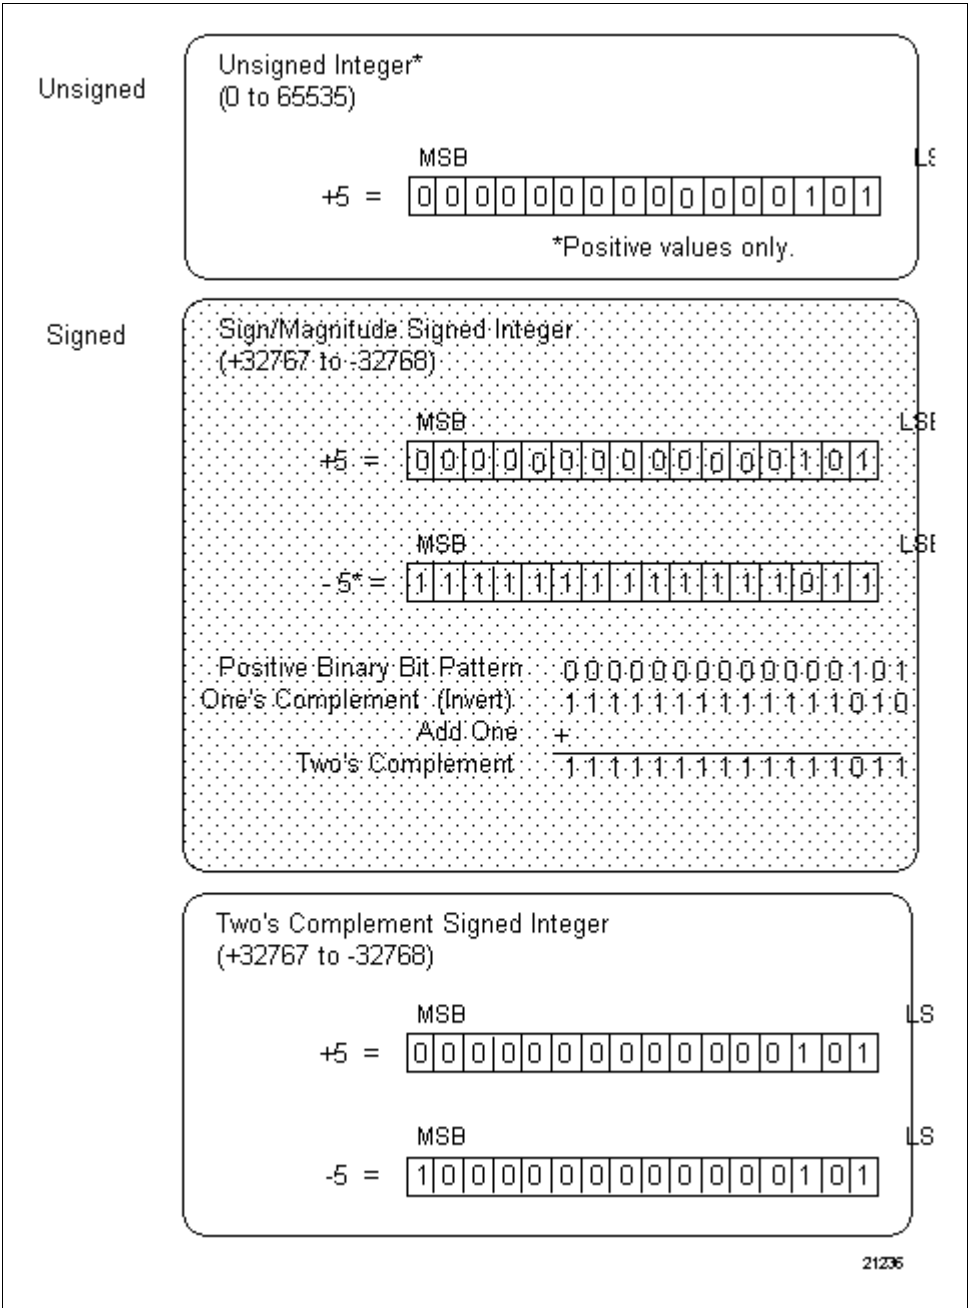 Unsigned
Unsigned Integer*
(0 to 65535)
MSB
+5 = 0 0 0 0 0 0 0 0 0 0 0 0 0 1 0 1
*Positive values only.
Signed
Sign/Magnitude Signed Integer
(+32767 to -32768)
MSB LSB
+5 = 0 0 0 0 0 0 0 0 0 0 0 0 0 1 0 1
MSB LSB
- 5* = 1 1 1 1 1 1 1 1 1 1 1 1 1 0 1 1
Positive Binary Bit Pattern 0 0 0 0 0 0 0 0 0 0 0 0 0 1 0 1
One's Complement (Invert) 1 1 1 1 1 1 1 1 1 1 1 1 1 0 1 0
Add One +
Two's Complement 1 1 1 1 1 1 1 1 1 1 1 1 1 0 1 1
Two's Complement Signed Integer
(+32767 to -32768)
MSB LS
+5 = 0 0 0 0 0 0 0 0 0 0 0 0 0 1 0 1
MSB LS
-5 = 1 0 0 0 0 0 0 0 0 0 0 0 0 1 0 1
21236